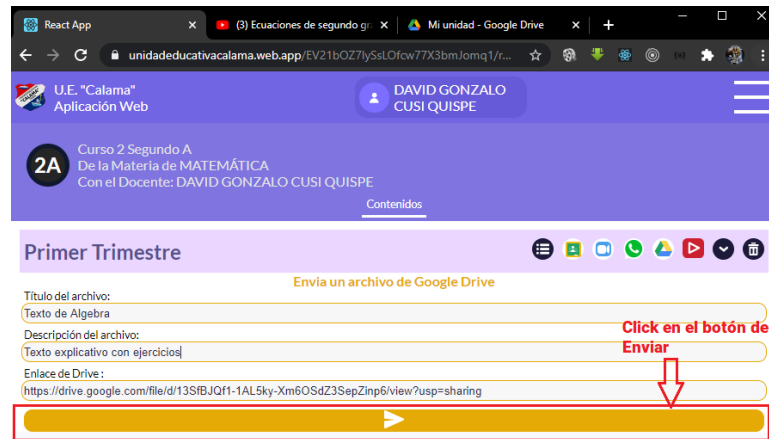 React App
(3) Ecuaciones de segundo gr
Mi unidad - Google Drive
unidadeducativacalama.web.app/EV21bOZ7lySsLOfcw77X3bmJomq1/r...
U.E. "Calama"
Aplicación Web
DAVID GONZALO
CUSI QUISPE
2A
Curso 2 Segundo A
De la Materia de MATEMÁTICA
Con el Docente: DAVID GONZALO CUSI QUISPE
Contenidos
Primer Trimestre
Envia un archivo de Google Drive
Título del archivo:
Texto de Algebra
Descripción del archivo:
Texto explicativo con ejercicios
Enlace de Drive :
https://drive.google.com/file/d/13SfBJQf1-1AL5ky-Xm6OSdZ3SepZinp6/view?usp=sharing
Click en el botón de
Enviar